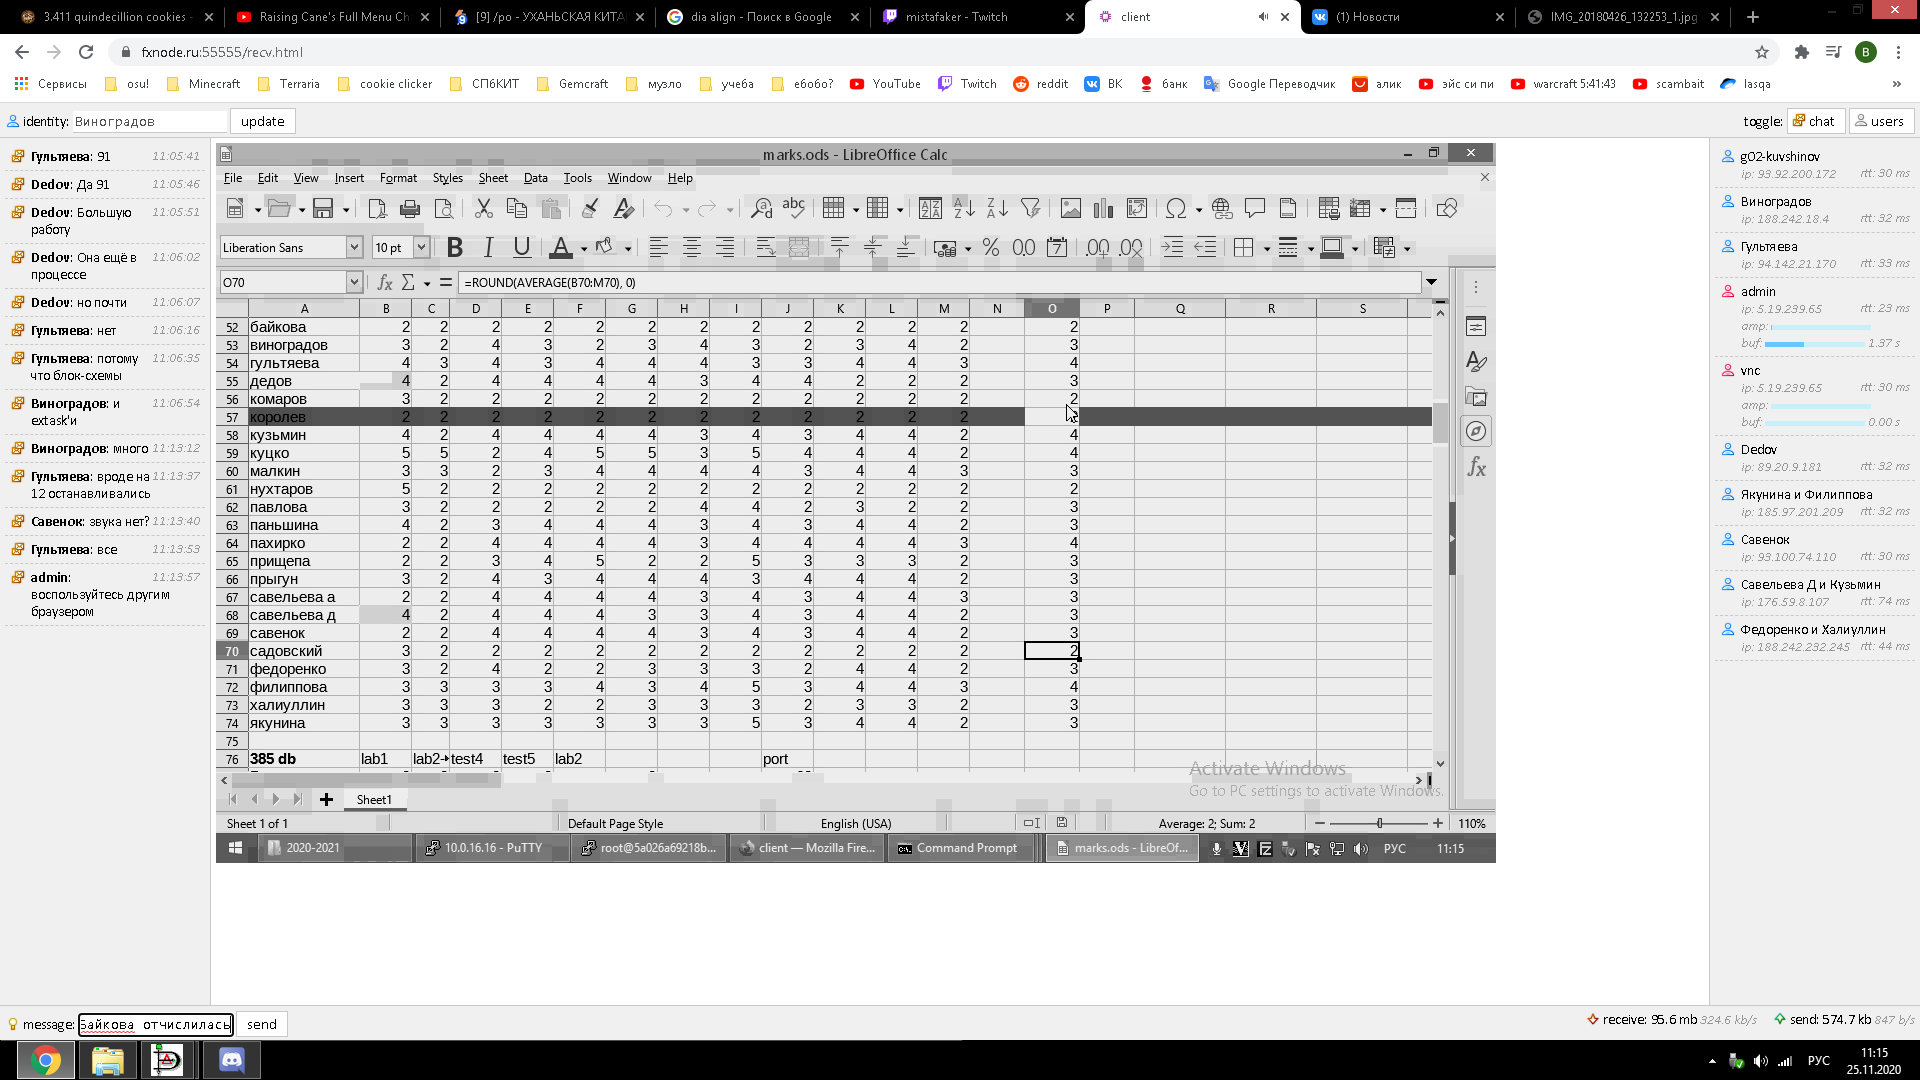 3.411 quindecillion cookies -
Raising Cane's Full Menu Ch
[9] /po - УХАНЬСКАЯ КИТА
dia align - Поиск в Google
mistafaker - Twitch
client
(1) Новости
IMG_20180426_132253_1.jpg
fxnode.ru:55555/recv.html
B
Сервисы osu! Minecraft Terraria cookie clicker СПбКИТ Gemcraft музло учеба ебобо? YouTube Twitch reddit ВК банк Google Переводчик алик эйс си пи warcraft 5:41:43 scambait lasqa »
identity: Виноградов update
toggle: chat users
Гультяева: 91 11:05:41
Dedov: Да 91 11:05:46
Dedov: Большую 11:05:51
работу
Dedov: Она ещё в 11:06:02
процессе
Dedov: но почти 11:06:07
Гультяева: нет 11:06:16
Гультяева: потому 11:06:35
что блок-схемы
Виноградов: и 11:06:54
extask'и
Виноградов: много 11:13:12
Гультяева: вроде на 11:13:37
12 останавливались
Савенок: звука нет? 11:13:40
Гультяева: все 11:13:53
admin: 11:13:57
воспользуйтесь другим
браузером
marks.ods - LibreOffice Calc
File Edit View Insert Format Styles Sheet Data Tools Window Help
Liberation Sans 10 pt
O70 =ROUND(AVERAGE(B70:M70), 0)
A B C D E F G H I J K L M N O P Q R S
52 байкова 2 2 2 2 2 2 2 2 2 2 2 2 2
53 виноградов 3 2 4 3 2 3 4 3 2 3 4 2 3
54 гультяева 4 3 4 3 4 4 4 3 3 4 4 3 4
55 дедов 4 2 4 4 4 4 3 4 4 2 2 2 3
56 комаров 3 2 2 2 2 2 2 2 2 2 2 2 2
57 королев 2 2 2 2 2 2 2 2 2 2 2 2
58 кузьмин 4 2 4 4 4 4 3 4 3 4 4 2 4
59 куцко 5 5 2 4 5 5 3 5 4 4 4 2 4
60 малкин 3 3 2 3 4 4 4 4 3 4 4 3 3
61 нухтаров 5 2 2 2 2 2 2 2 2 2 2 2 2
62 павлова 3 2 2 2 2 2 4 4 2 3 2 2 3
63 паньшина 4 2 3 4 4 4 3 4 3 4 4 2 3
64 пахирко 2 2 4 4 4 4 3 4 4 4 4 3 4
65 прищепа 2 2 3 4 5 2 2 5 3 3 3 2 3
66 прыгун 3 2 4 3 4 4 4 3 4 4 4 2 3
67 савельева а 2 2 4 4 4 4 3 4 3 4 4 3 3
68 савельева д 4 2 4 4 4 3 3 4 3 4 4 3 3
69 савенок 2 2 4 4 4 4 3 4 3 4 4 2 3
70 садовский 3 2 2 2 2 2 2 2 2 2 2 2 2
71 федоренко 3 2 4 2 2 3 3 3 2 4 4 2 3
72 филиппова 3 3 3 3 4 3 4 5 3 4 4 3 4
73 халиуллин 3 3 3 2 2 3 3 3 2 3 3 2 3
74 якунина 3 3 3 3 3 3 3 5 3 4 4 2 3
75
76 385 db lab1 lab2- test4 test5 lab2 port
Activate Windows
Go to PC settings to activate Windows.
Sheet1
Sheet 1 of 1 Default Page Style English (USA) Average: 2; Sum: 2 110%
2020-2021 10.0.16.16 - PuTTY root@5a026a69218b... client — Mozilla Fire... Command Prompt marks.ods - LibreOf... РУС 11:15
g02-kuvshinov
ip: 93.92.200.172 rtt: 30 ms
Виноградов
ip: 188.242.18.4 rtt: 32 ms
Гультяева
ip: 94.142.21.170 rtt: 33 ms
admin
ip: 5.19.239.65 rtt: 23 ms
amp:
buf: 1.37 s
vnc
ip: 5.19.239.65 rtt: 30 ms
amp:
buf: 0.00 s
Dedov
ip: 89.20.9.181 rtt: 32 ms
Якунина и Филиппова
ip: 185.97.201.209 rtt: 32 ms
Савенок
ip: 93.100.74.110 rtt: 30 ms
Савельева Д и Кузьмин
ip: 176.59.8.107 rtt: 74 ms
Федоренко и Халиуллин
ip: 188.242.232.245 rtt: 44 ms
message: Байкова отчислилась send
receive: 95.6 mb 324.6 kb/s send: 574.7 kb 847 b/s
РУС
11:15
25.11.2020